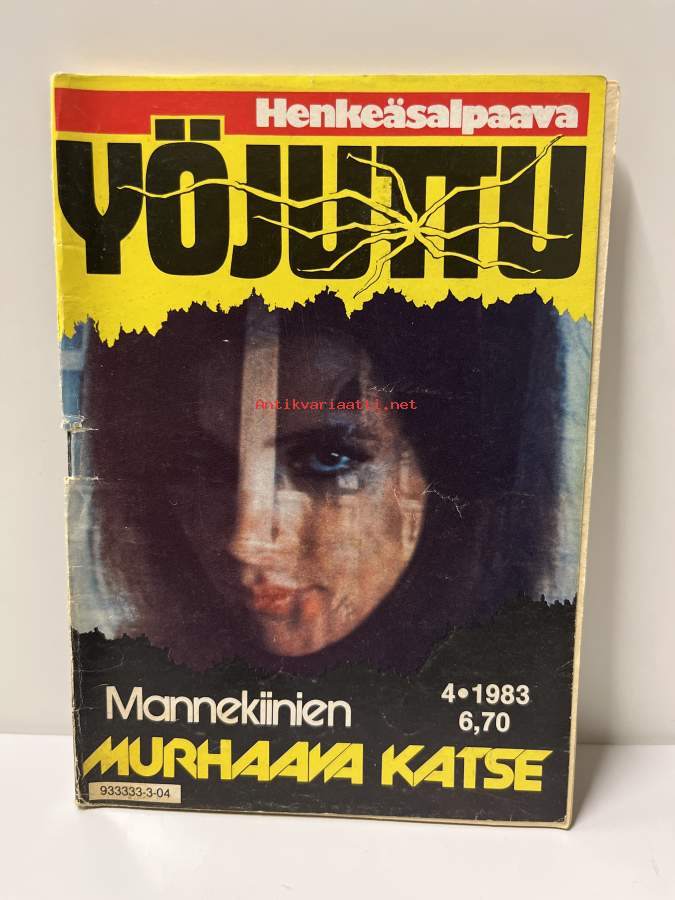 Henkeäsalpaava
YÖJUTTU
Antikvariaatti.net
Mannekiinien
4•1983
6,70
MURHAAVA KATSE
933333-3-04